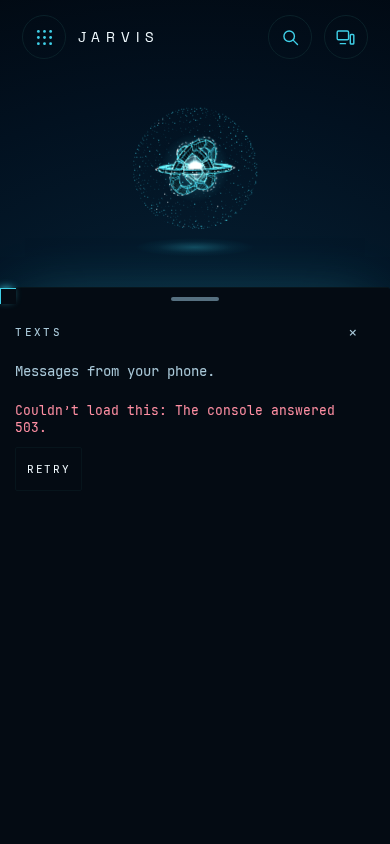 JARVIS
TEXTS ×
Messages from your phone.
Couldn't load this: The console answered
503.
RETRY